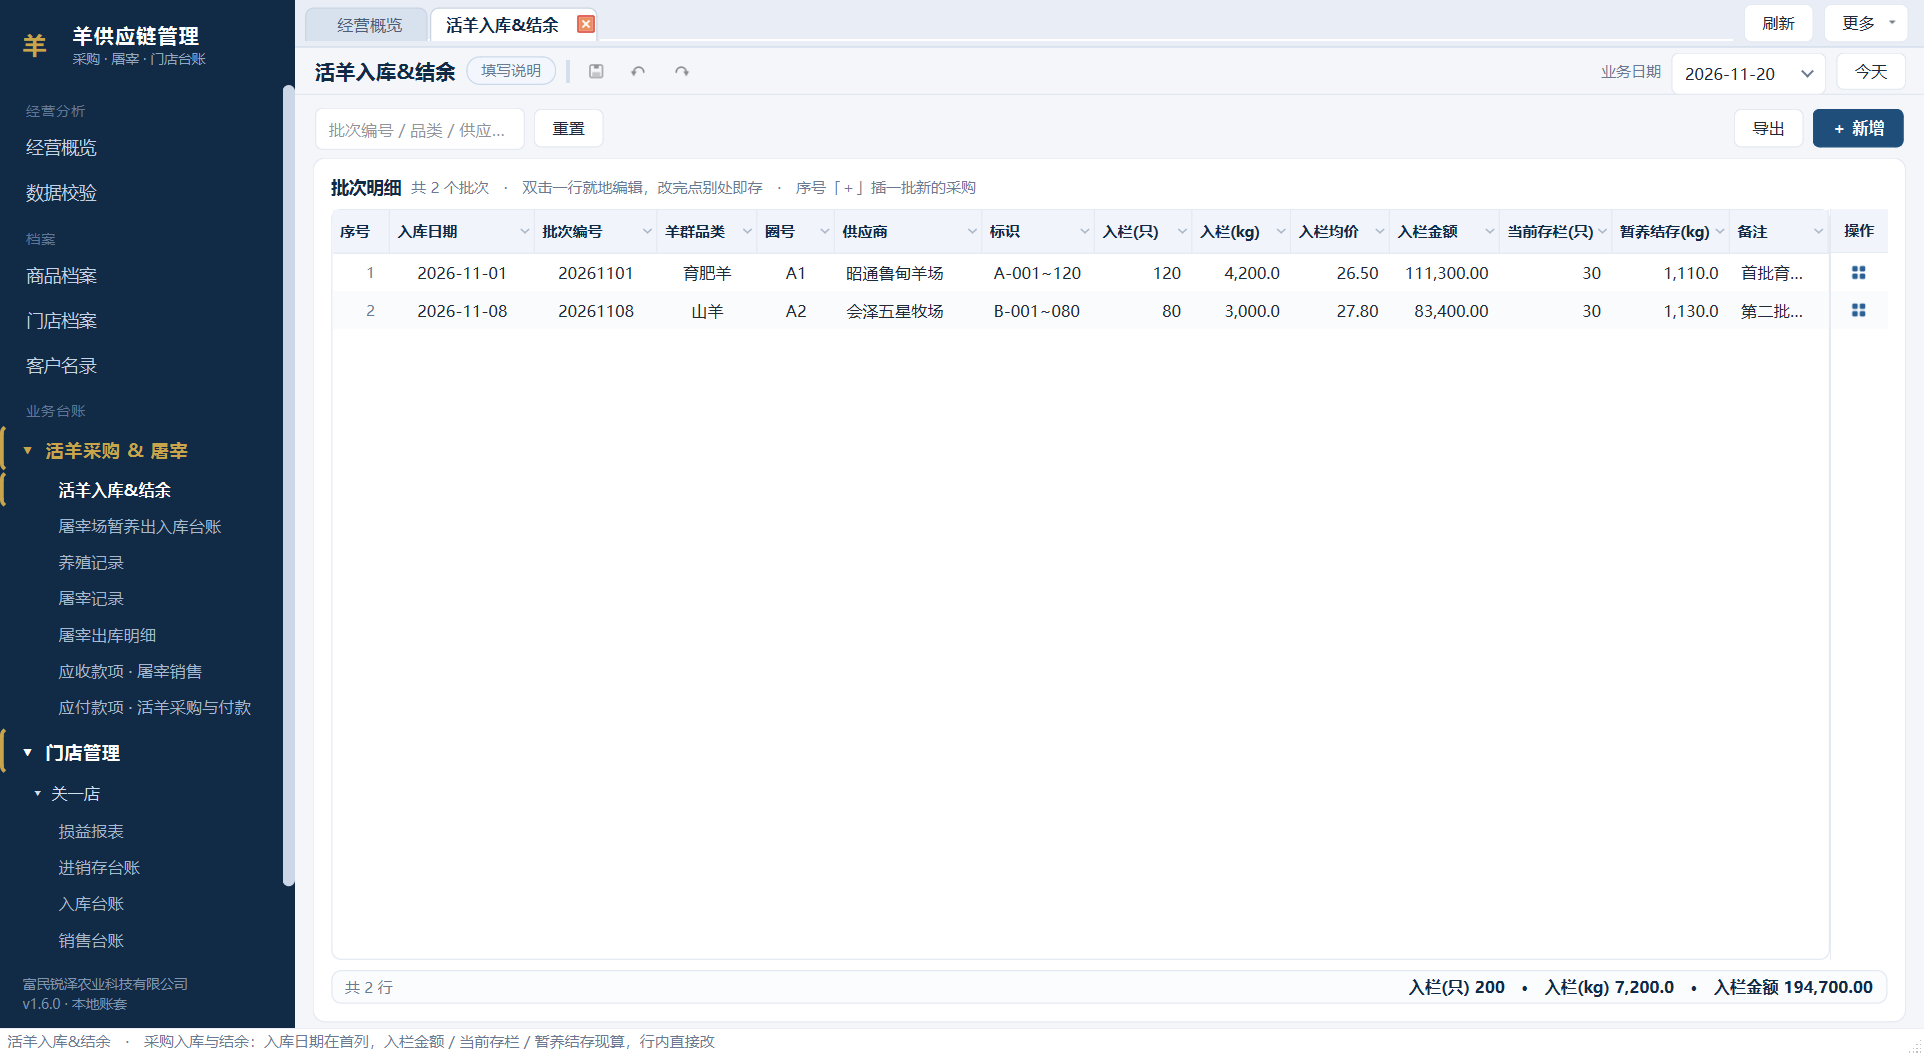 羊
羊供应链管理
采购 · 屠宰 · 门店台账
经营分析
经营概览
数据校验
档案
商品档案
门店档案
客户名录
业务台账
▼ 活羊采购 & 屠宰
活羊入库&结余
屠宰场暂养出入库台账
养殖记录
屠宰记录
屠宰出库明细
应收款项 · 屠宰销售
应付款项 · 活羊采购与付款
▼ 门店管理
▼ 关一店
损益报表
进销存台账
入库台账
销售台账
富民锐泽农业科技有限公司
v1.6.0 · 本地账套
经营概览 活羊入库&结余 刷新 更多
活羊入库&结余 填写说明 业务日期 2026-11-20 今天
批次编号 / 品类 / 供应... 重置 导出 + 新增
批次明细 共 2 个批次 · 双击一行就地编辑，改完点别处即存 · 序号「+」插一批新的采购
序号 入库日期 批次编号 羊群品类 圈号 供应商 标识 入栏(只) 入栏(kg) 入栏均价 入栏金额 当前存栏(只) 暂养结存(kg) 备注 操作
1 2026-11-01 20261101 育肥羊 A1 昭通鲁甸羊场 A-001~120 120 4,200.0 26.50 111,300.00 30 1,110.0 首批育...
2 2026-11-08 20261108 山羊 A2 会泽五星牧场 B-001~080 80 3,000.0 27.80 83,400.00 30 1,130.0 第二批...
共 2 行 入栏(只) 200 • 入栏(kg) 7,200.0 • 入栏金额 194,700.00
活羊入库&结余 · 采购入库与结余：入库日期在首列，入栏金额 / 当前存栏 / 暂养结存现算，行内直接改